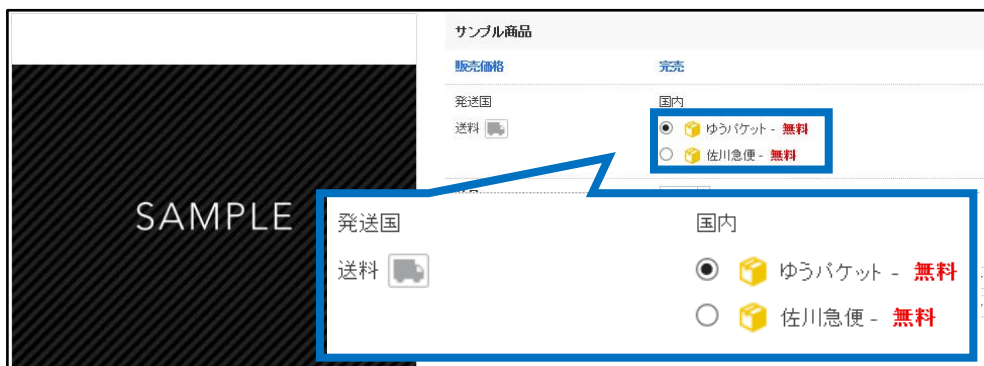 サンプル商品
販売価格 完売
発送国 国内
送料 ゆうパケット - 無料
佐川急便 - 無料
SAMPLE
発送国 国内
送料 ゆうパケット - 無料
佐川急便 - 無料